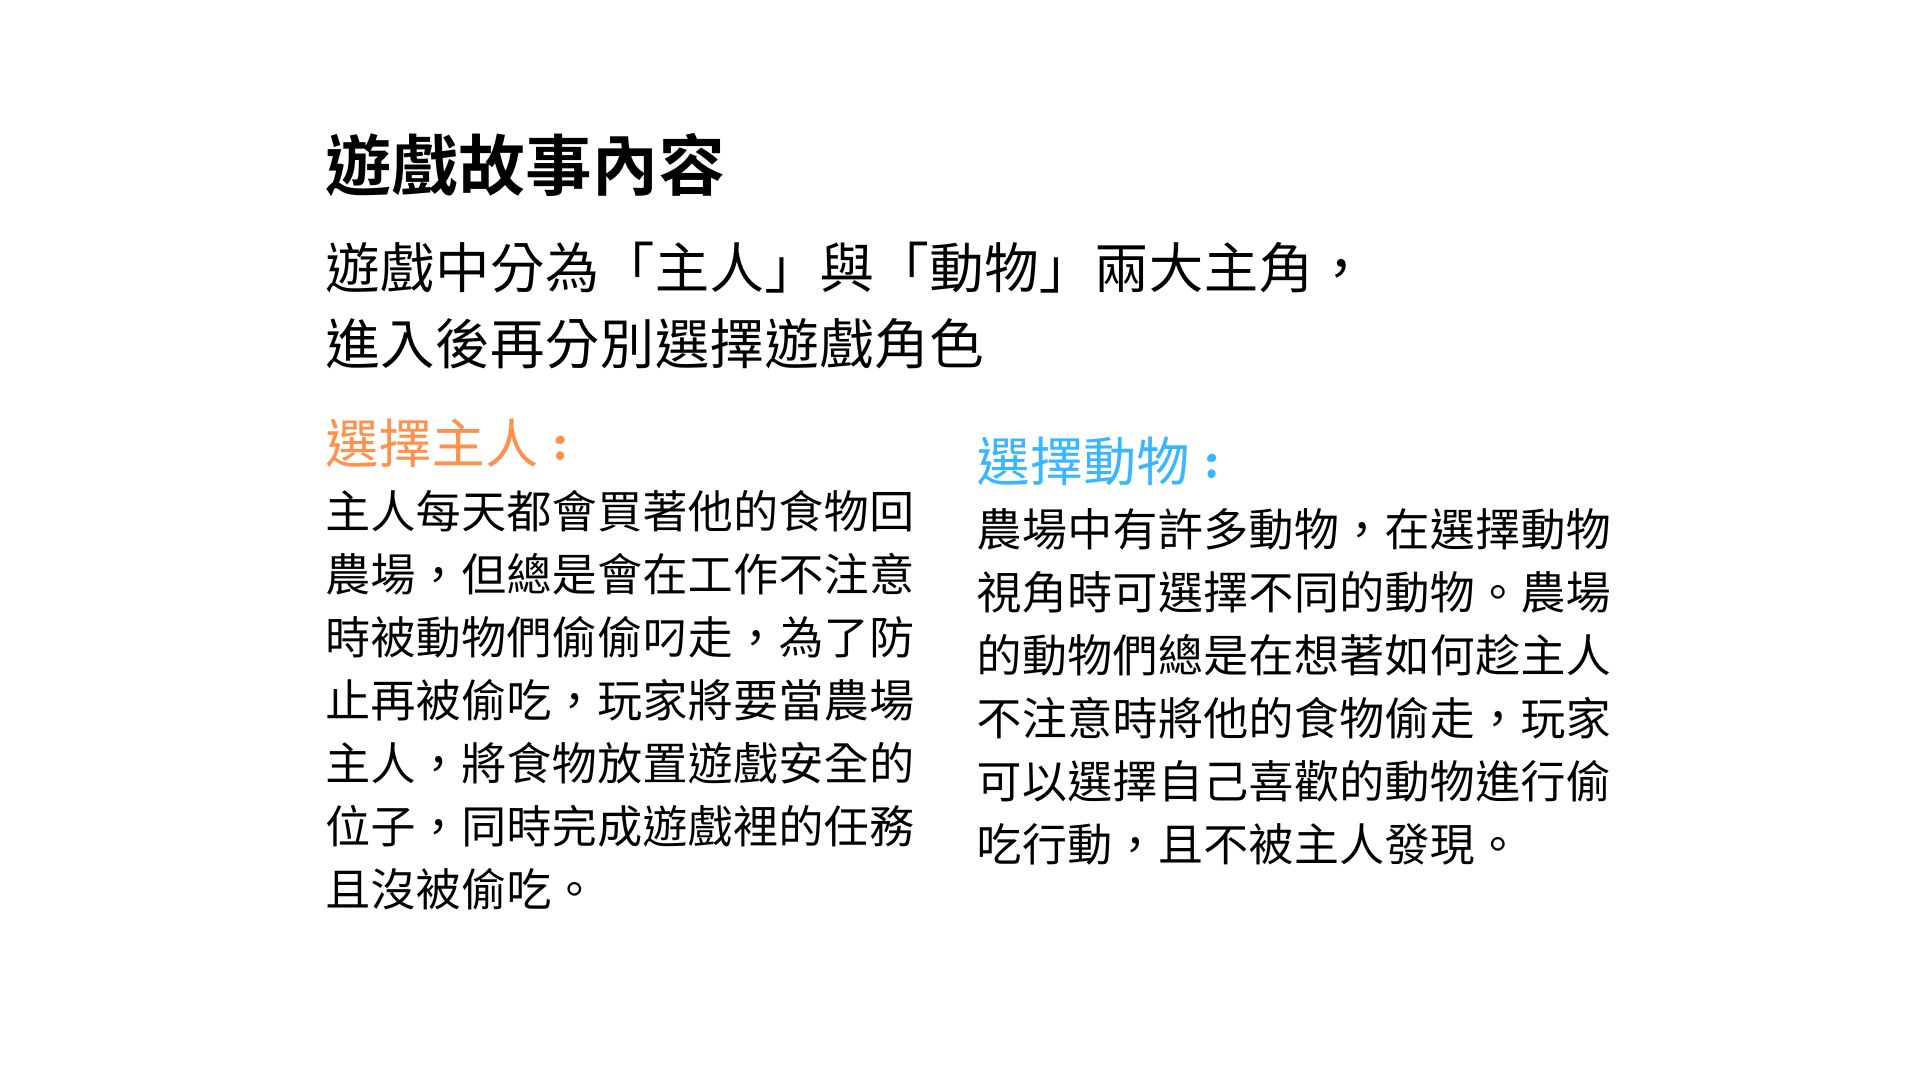 遊戲故事內容
遊戲中分為「主人」與「動物」兩大主角，
進入後再分別選擇遊戲角色
選擇主人：
主人每天都會買著他的食物回
農場，但總是會在工作不注意
時被動物們偷偷叼走，為了防
止再被偷吃，玩家將要當農場
主人，將食物放置遊戲安全的
位子，同時完成遊戲裡的任務
且沒被偷吃。
選擇動物：
農場中有許多動物，在選擇動物
視角時可選擇不同的動物。農場
的動物們總是在想著如何趁主人
不注意時將他的食物偷走，玩家
可以選擇自己喜歡的動物進行偷
吃行動，且不被主人發現。